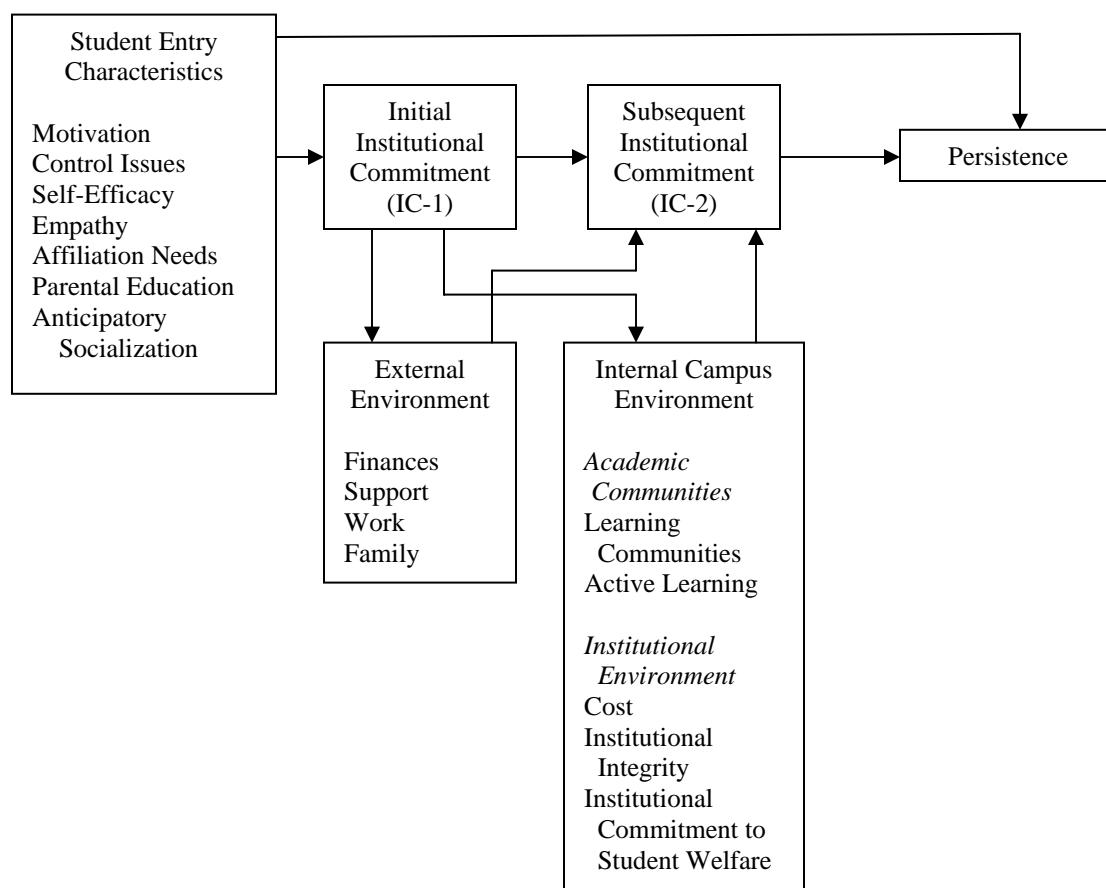 Student Entry
Characteristics
Motivation
Control Issues
Self-Efficacy
Empathy
Affiliation Needs
Parental Education
Anticipatory
Socialization
Initial
Institutional
Commitment
(IC-1)
Subsequent
Institutional
Commitment
(IC-2)
Persistence
External
Environment
Finances
Support
Work
Family
Internal Campus
Environment
Academic
Communities
Learning
Communities
Active Learning
Institutional
Environment
Cost
Institutional
Integrity
Institutional
Commitment to
Student Welfare